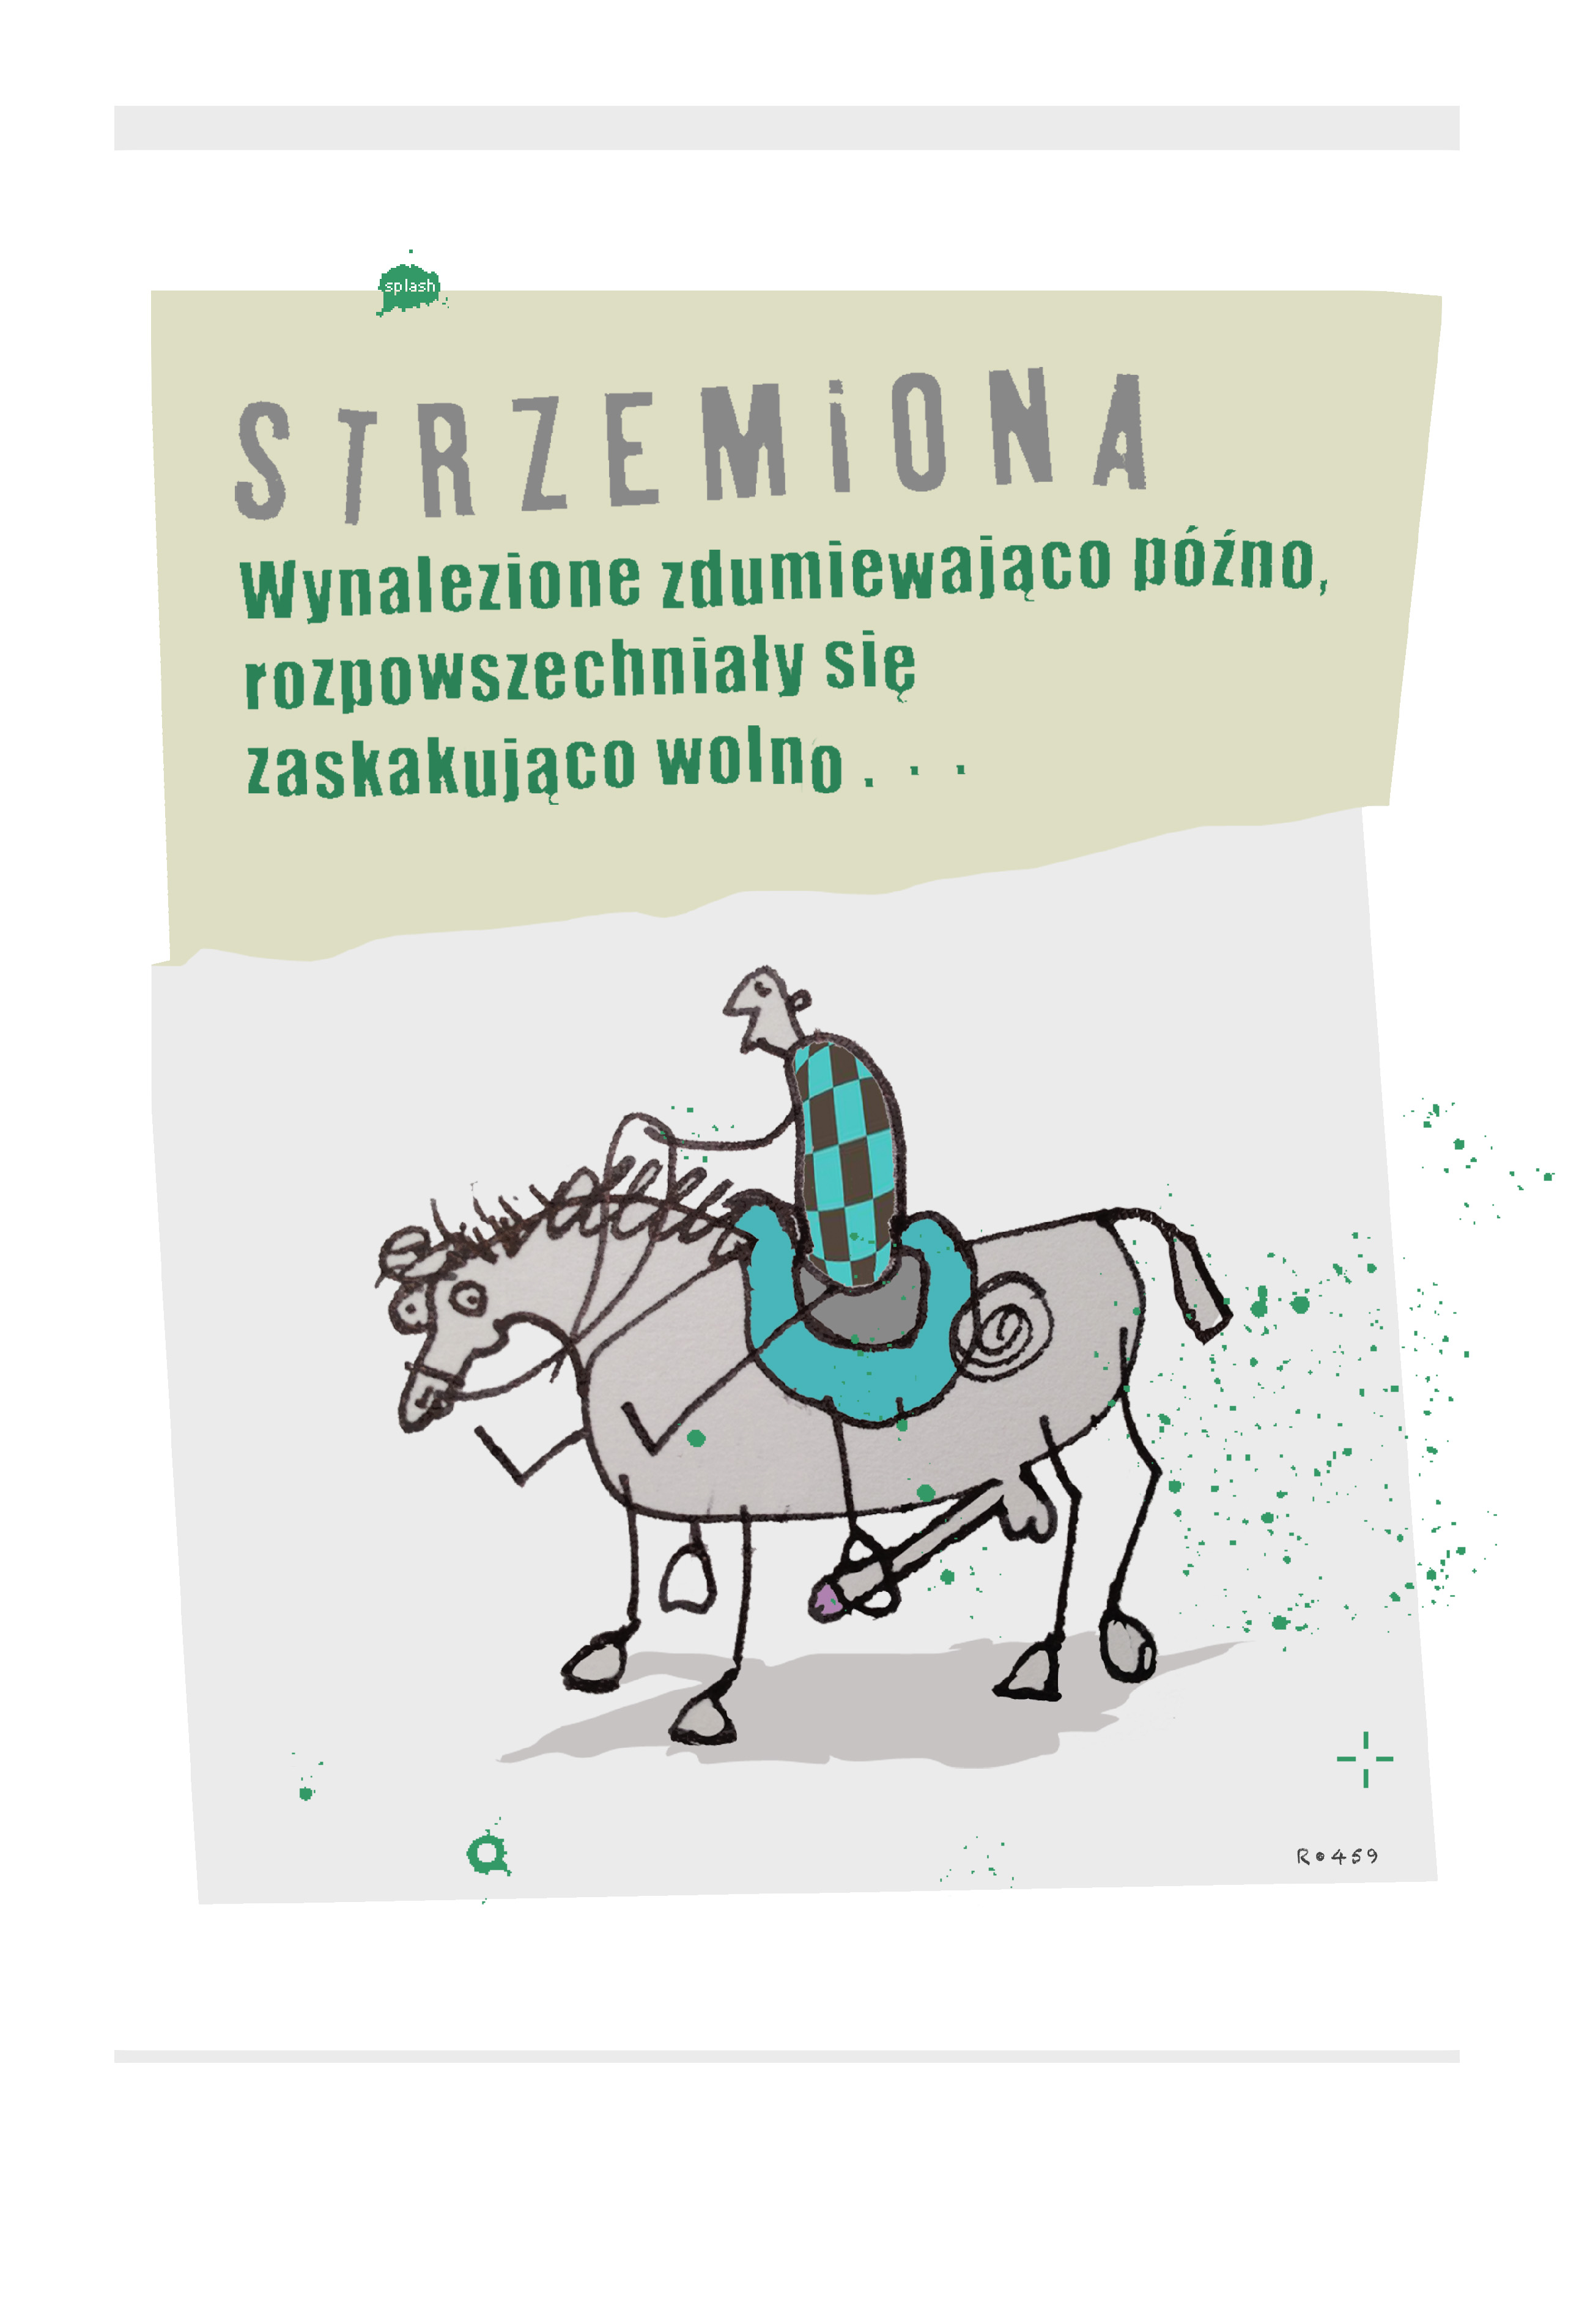 splash
STRZEMiONA
Wynalezione zdumiewająco późno,
rozpowszechniały się
zaskakująco wolno...
R•459